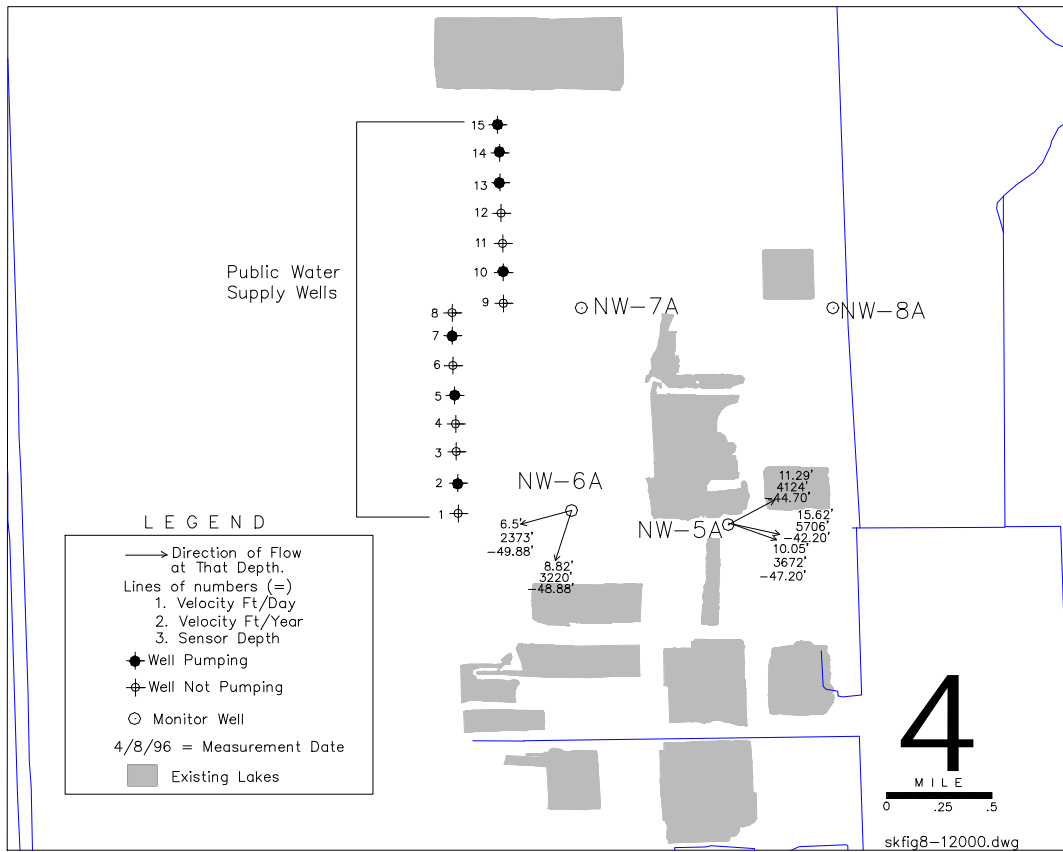 15
14
13
12
11
10
9
8
7
6
5
4
3
2
1
Public Water
Supply Wells
NW-7A
NW-8A
NW-6A
6.5'
2373'
-49.88'
8.82'
3220'
-48.88'
NW-5A
11.29'
4124'
-44.70'
15.62'
5706'
-42.20'
10.05'
3672'
-47.20'
LEGEND
Direction of Flow
at That Depth.
Lines of numbers (=)
1. Velocity Ft/Day
2. Velocity Ft/Year
3. Sensor Depth
Well Pumping
Well Not Pumping
Monitor Well
4/8/96 = Measurement Date
Existing Lakes
4
MILE
0 .25 .5
skfig8-12000.dwg